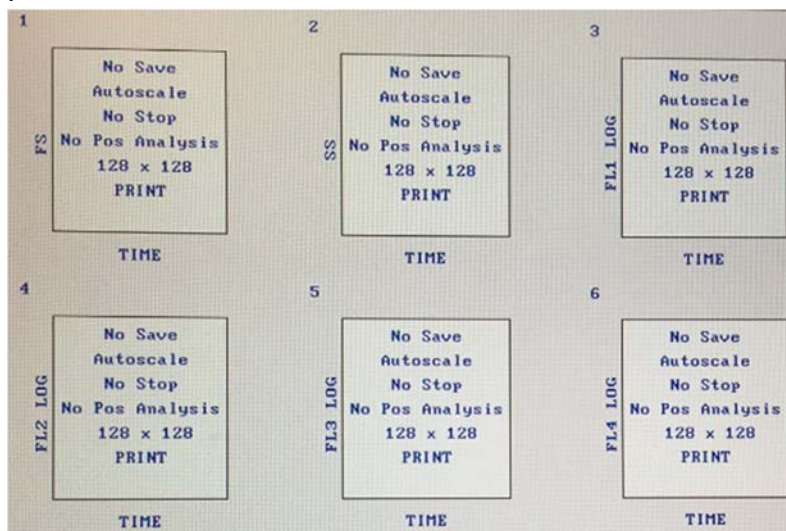 1
No Save
Autoscale
No Stop
No Pos Analysis
128 x 128
PRINT
FS
TIME
2
No Save
Autoscale
No Stop
No Pos Analysis
128 x 128
PRINT
SS
TIME
3
No Save
Autoscale
No Stop
No Pos Analysis
128 x 128
PRINT
FL1 LOG
TIME
4
No Save
Autoscale
No Stop
No Pos Analysis
128 x 128
PRINT
FL2 LOG
TIME
5
No Save
Autoscale
No Stop
No Pos Analysis
128 x 128
PRINT
FL3 LOG
TIME
6
No Save
Autoscale
No Stop
No Pos Analysis
128 x 128
PRINT
FL4 LOG
TIME